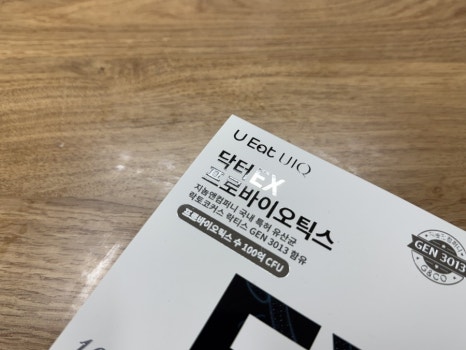 U Eat UIQ
닥터EX
프로바이오틱스
지놈앤컴퍼니 국내 특허 유산균
락토코커스 락티스 GEN 3013 함유
프로바이오틱스 수 100억 CFU
GEN 3013
G&CO
EX